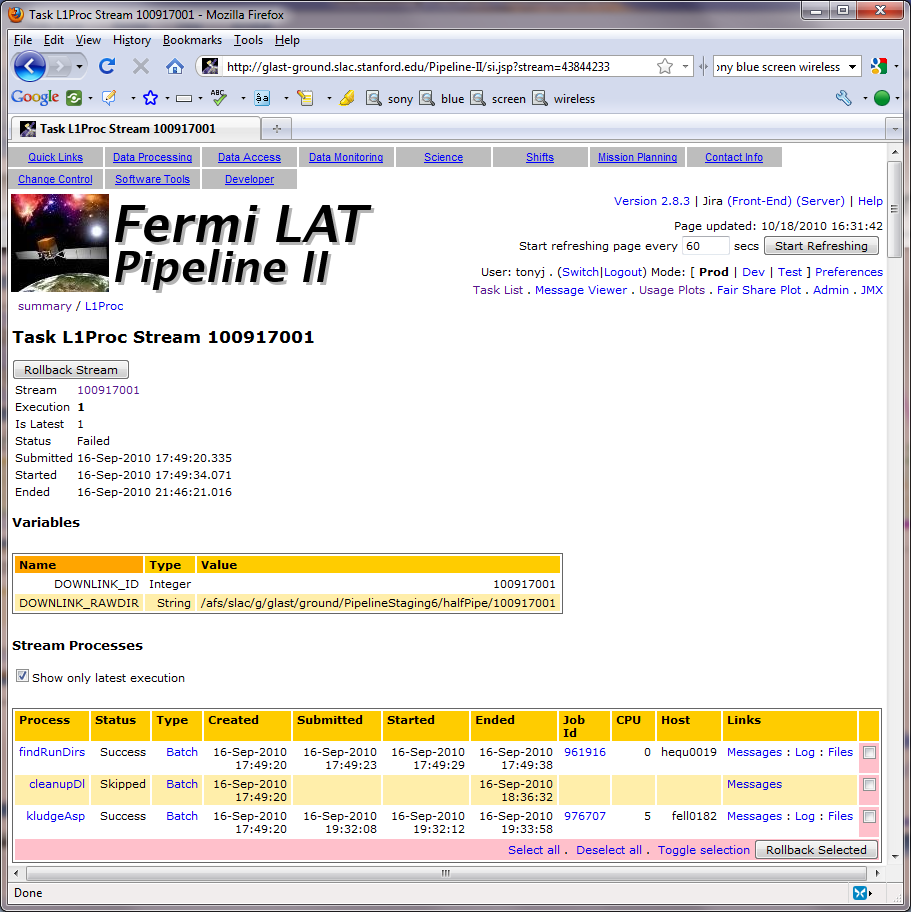 Task L1Proc Stream 100917001 - Mozilla Firefox
File Edit View History Bookmarks Tools Help
http://glast-ground.slac.stanford.edu/Pipeline-II/si.jsp?stream=43844233 ony blue screen wireless
Google ABC sony blue screen wireless
Task L1Proc Stream 100917001
Quick Links Data Processing Data Access Data Monitoring Science Shifts Mission Planning Contact Info
Change Control Software Tools Developer
Fermi LAT
Pipeline II
Version 2.8.3 | Jira (Front-End) (Server) | Help
Page updated: 10/18/2010 16:31:42
Start refreshing page every 60 secs Start Refreshing
User: tonyj . (Switch|Logout) Mode: [ Prod | Dev | Test ] Preferences
Task List . Message Viewer . Usage Plots . Fair Share Plot . Admin . JMX
summary / L1Proc
Task L1Proc Stream 100917001
Rollback Stream
Stream 100917001
Execution 1
Is Latest 1
Status Failed
Submitted 16-Sep-2010 17:49:20.335
Started 16-Sep-2010 17:49:34.071
Ended 16-Sep-2010 21:46:21.016
Variables
Name Type Value
DOWNLINK_ID Integer 100917001
DOWNLINK_RAWDIR String /afs/slac/g/glast/ground/PipelineStaging6/halfPipe/100917001
Stream Processes
Show only latest execution
Process Status Type Created Submitted Started Ended Job CPU Host Links
Id
findRunDirs Success Batch 16-Sep-2010 16-Sep-2010 16-Sep-2010 16-Sep-2010 961916 0 hequ0019 Messages : Log : Files
17:49:20 17:49:23 17:49:29 17:49:38
cleanupDl Skipped Batch 16-Sep-2010 16-Sep-2010 Messages
17:49:20 18:36:32
kludgeAsp Success Batch 16-Sep-2010 16-Sep-2010 16-Sep-2010 16-Sep-2010 976707 5 fell0182 Messages : Log : Files
17:49:20 19:32:08 19:32:12 19:33:58
Select all . Deselect all . Toggle selection Rollback Selected
Done